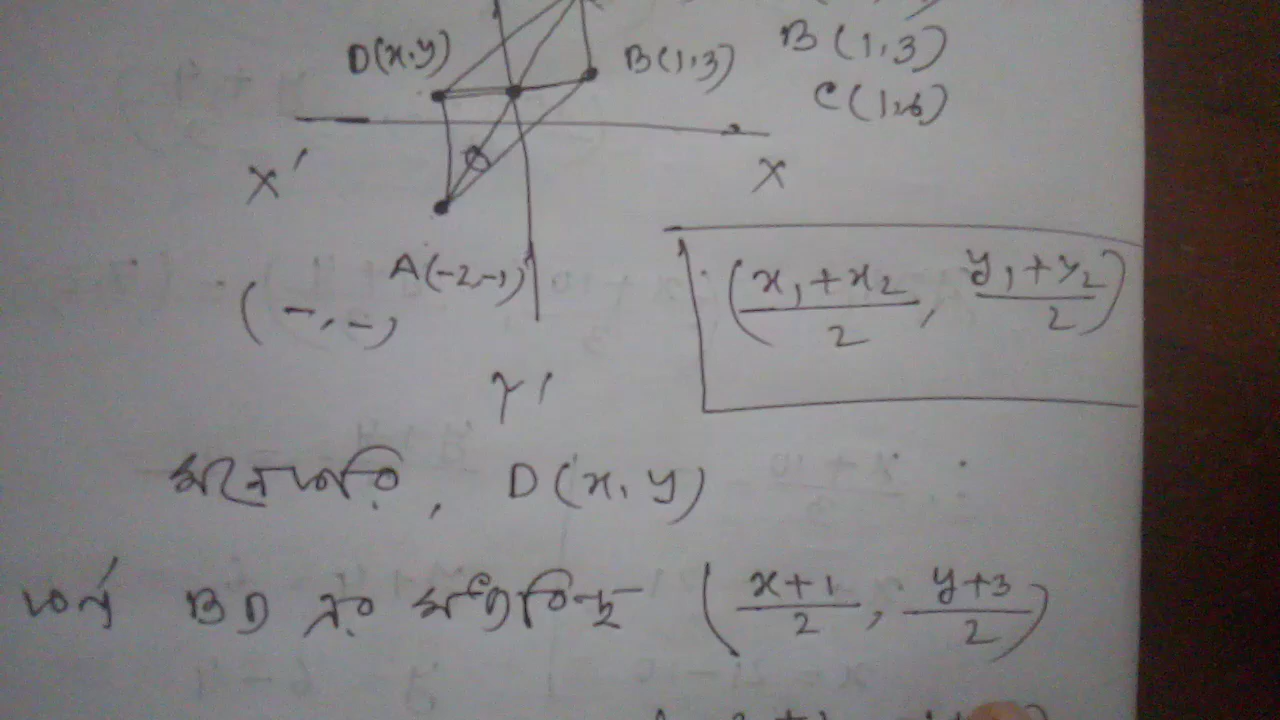 D(x,y)
B(1,3)
B(1,3)
C(1,6)
X′
X
A(-2,-1)
(-,-,
(x₁+x₂/2, y₁+y₂/2)
Y′
মনেকরি, D(x,y)
কর্ণ BD এর মধ্যবিন্দু (x+1/2, y+3/2)